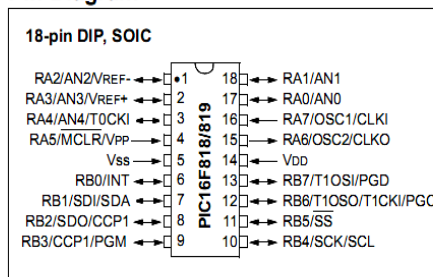 18-pin DIP, SOIC
RA2/AN2/VREF- 1 18 RA1/AN1
RA3/AN3/VREF+ 2 17 RA0/AN0
RA4/AN4/T0CKI 3 16 RA7/OSC1/CLKI
RA5/MCLR/VPP 4 15 RA6/OSC2/CLKO
VSS 5 14 VDD
RB0/INT 6 13 RB7/T1OSI/PGD
RB1/SDI/SDA 7 12 RB6/T1OSO/T1CKI/PGC
RB2/SDO/CCP1 8 11 RB5/SS
RB3/CCP1/PGM 9 10 RB4/SCK/SCL
PIC16F818/819